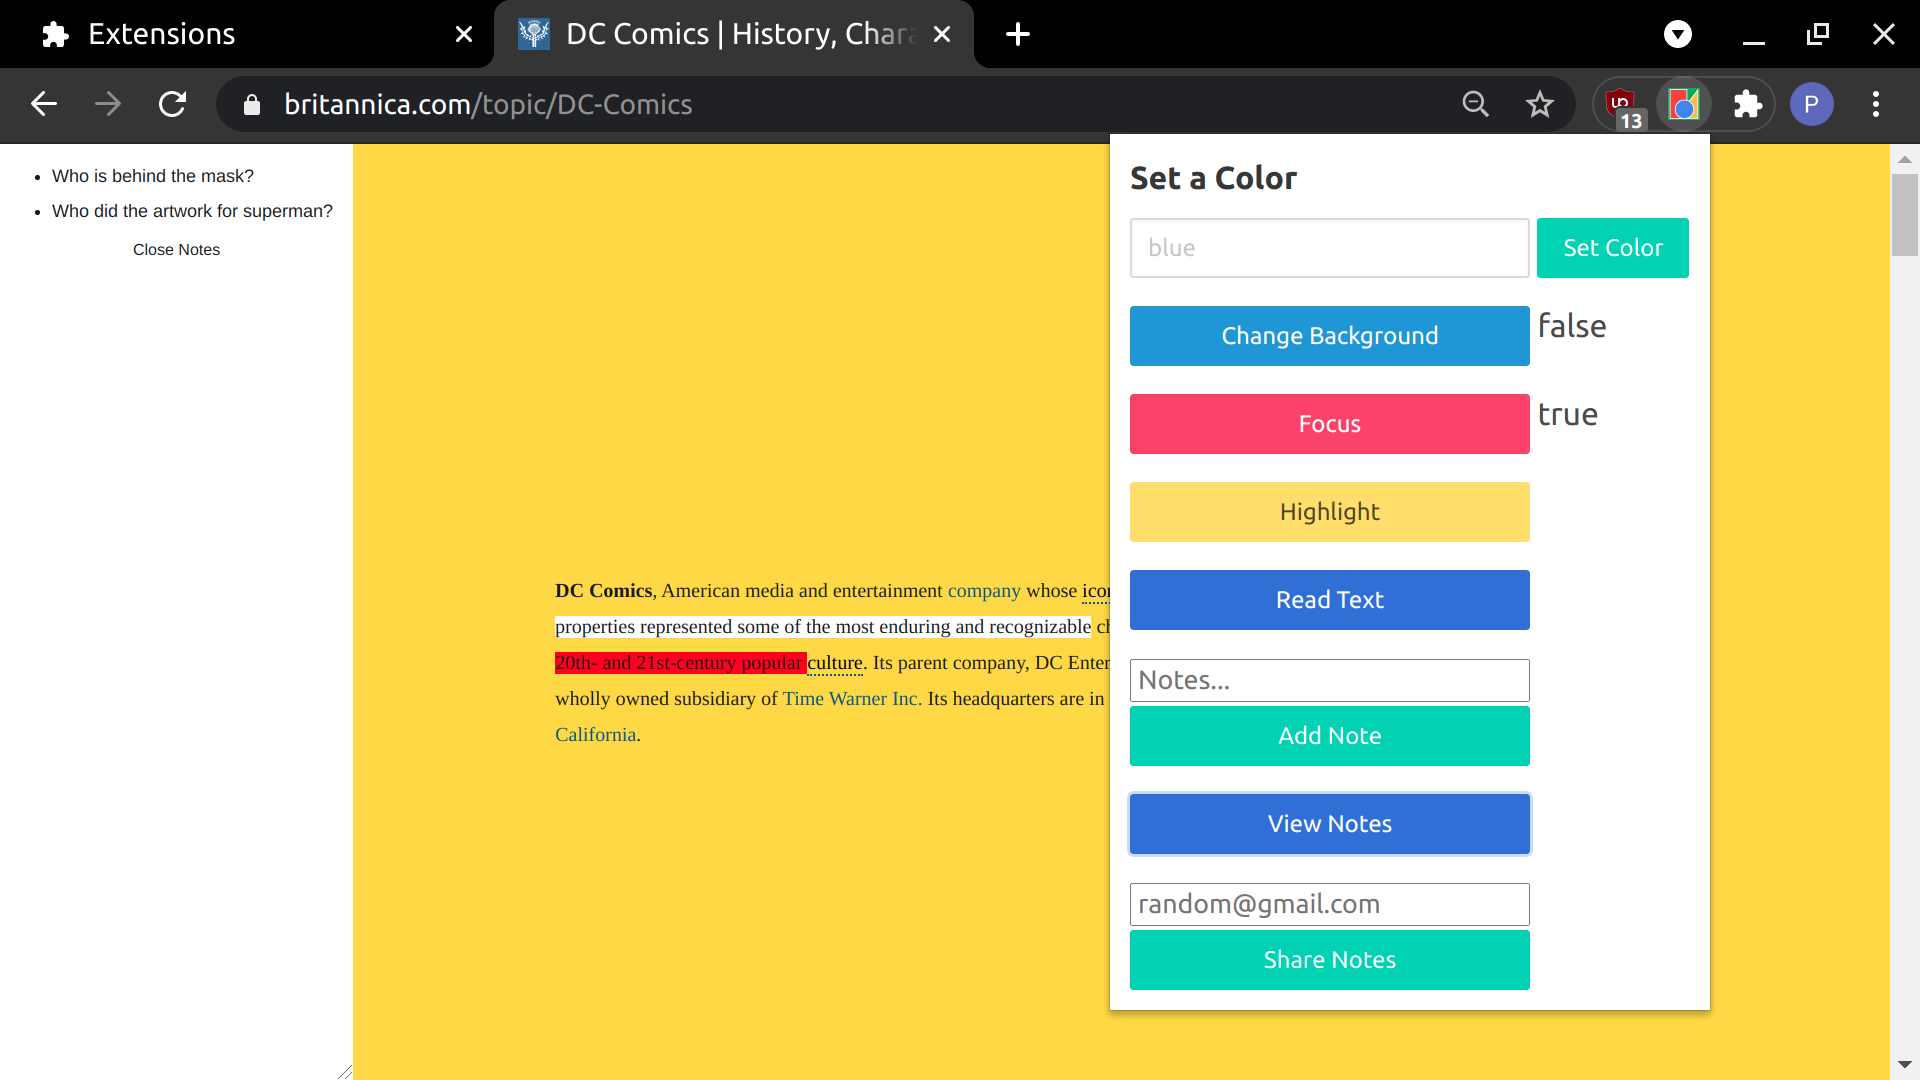 Extensions
DC Comics | History, Chara
britannica.com/topic/DC-Comics
13
P
Who is behind the mask?
Who did the artwork for superman?
Close Notes
DC Comics, American media and entertainment company whose icon
properties represented some of the most enduring and recognizable ch
20th- and 21st-century popular culture. Its parent company, DC Enter
wholly owned subsidiary of Time Warner Inc. Its headquarters are in
California.
Set a Color
blue
Set Color
Change Background
false
Focus
true
Highlight
Read Text
Notes...
Add Note
View Notes
random@gmail.com
Share Notes